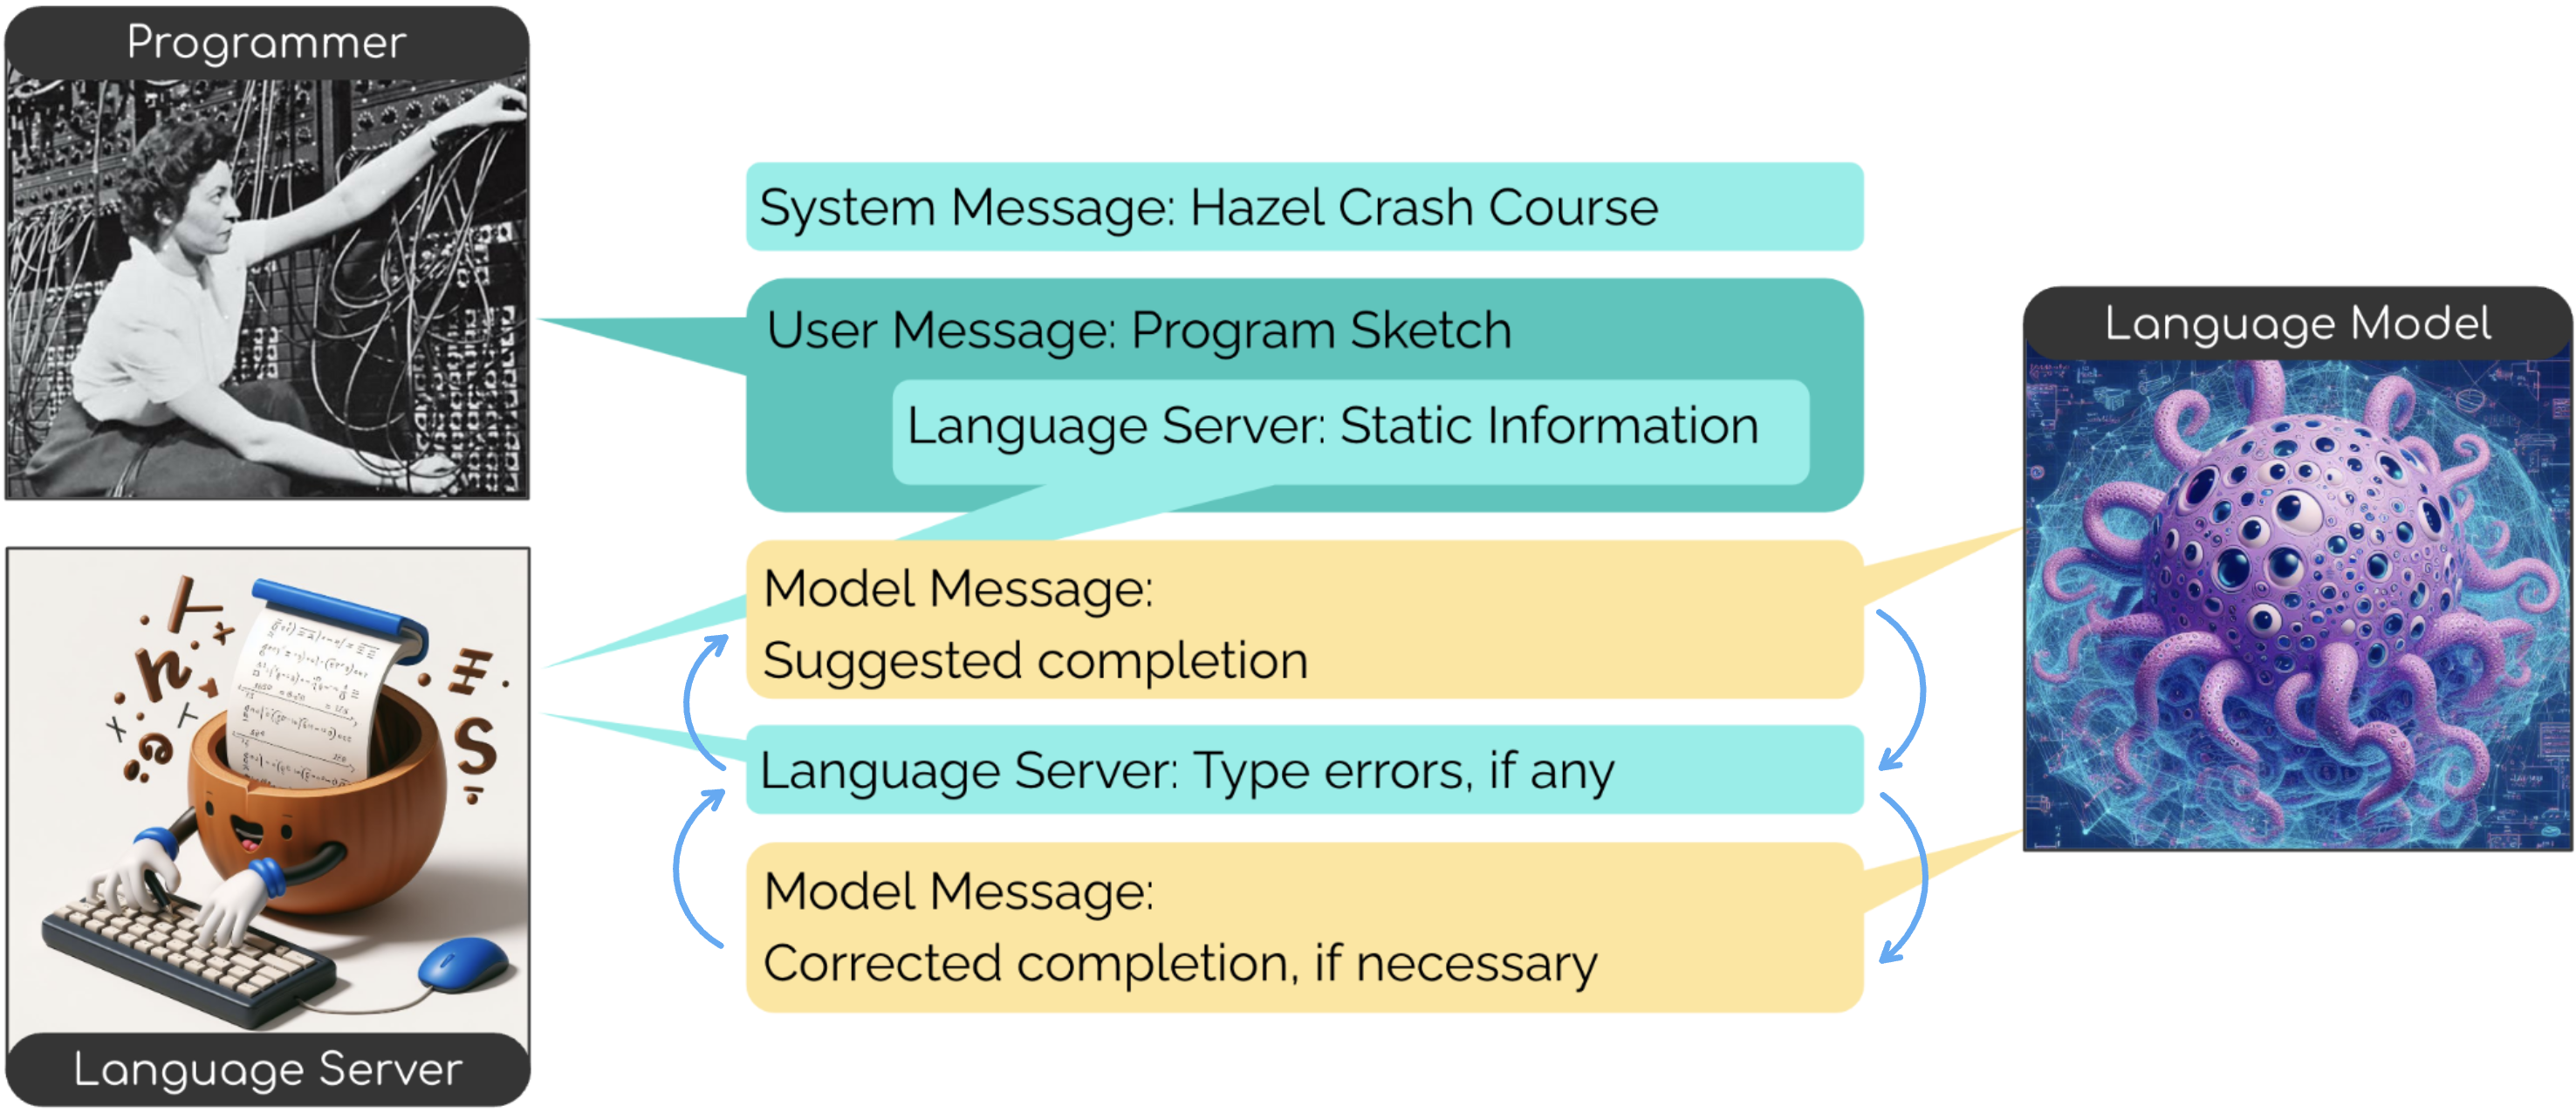 Programmer
System Message: Hazel Crash Course
User Message: Program Sketch
Language Server: Static Information
Language Model
Model Message:
Suggested completion
Language Server: Type errors, if any
Model Message:
Corrected completion, if necessary
Language Server